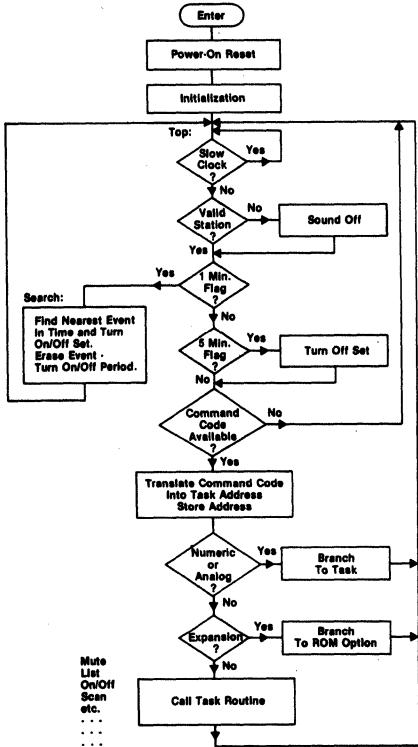 Enter
Power-On Reset
Initialization
Top:
Slow
Clock
?
Yes
No
Valid
Station
?
No
Sound Off
Yes
1 Min.
Flag
?
Yes
No
Search:
Find Nearest Event
In Time and Turn
On/Off Set.
Erase Event -
Turn On/Off Period.
5 Min.
Flag
?
Yes
Turn Off Set
No
Command
Code
Available
?
No
Yes
Translate Command Code
Into Task Address
Store Address
Numeric
or
Analog
?
Yes
Branch
To Task
No
Expansion
?
Yes
Branch
To ROM Option
No
Mute
List
On/Off
Scan
etc.
. . .
. . .
. . .
Call Task Routine